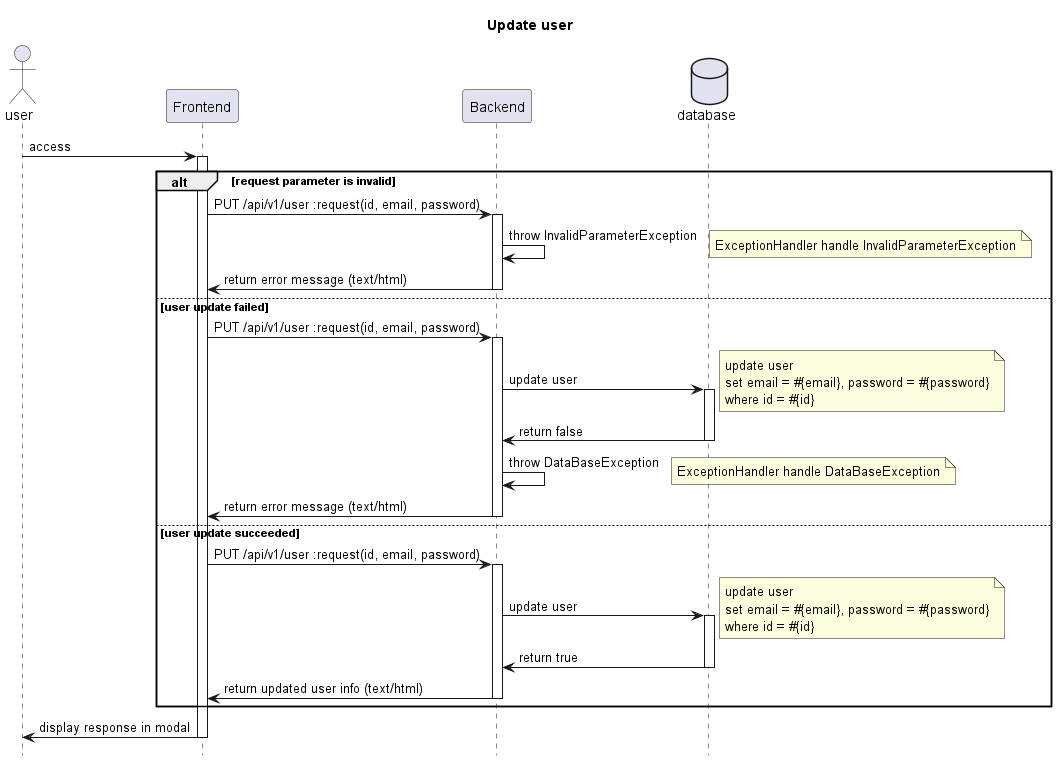 Update user
user
Frontend
Backend
database
access
alt
[request parameter is invalid]
PUT /api/v1/user :request(id, email, password)
throw InvalidParameterException
ExceptionHandler handle InvalidParameterException
return error message (text/html)
[user update failed]
PUT /api/v1/user :request(id, email, password)
update user
update user
set email = #{email}, password = #{password}
where id = #{id}
return false
throw DataBaseException
ExceptionHandler handle DataBaseException
return error message (text/html)
[user update succeeded]
PUT /api/v1/user :request(id, email, password)
update user
update user
set email = #{email}, password = #{password}
where id = #{id}
return true
return updated user info (text/html)
display response in modal